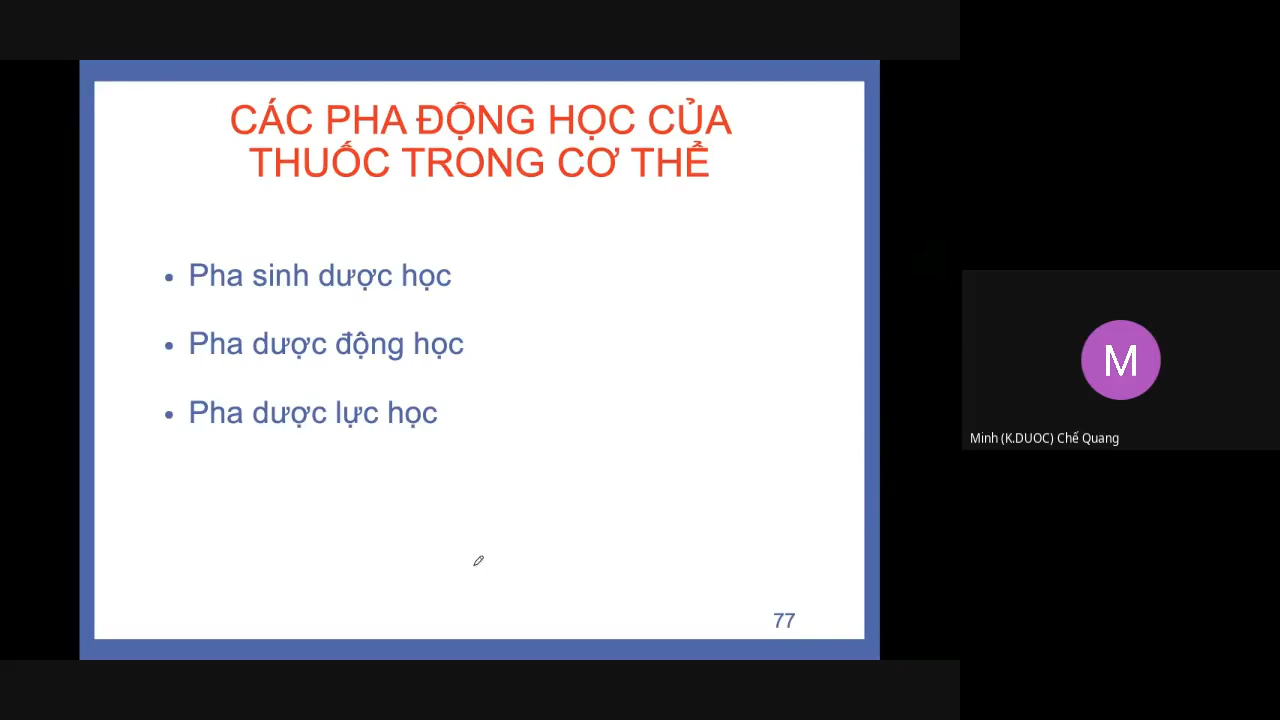 CÁC PHA ĐỘNG HỌC CỦA
THUỐC TRONG CƠ THỂ
• Pha sinh dược học
• Pha dược động học
• Pha dược lực học
77
M
Minh (K.DUOC) Chế Quang